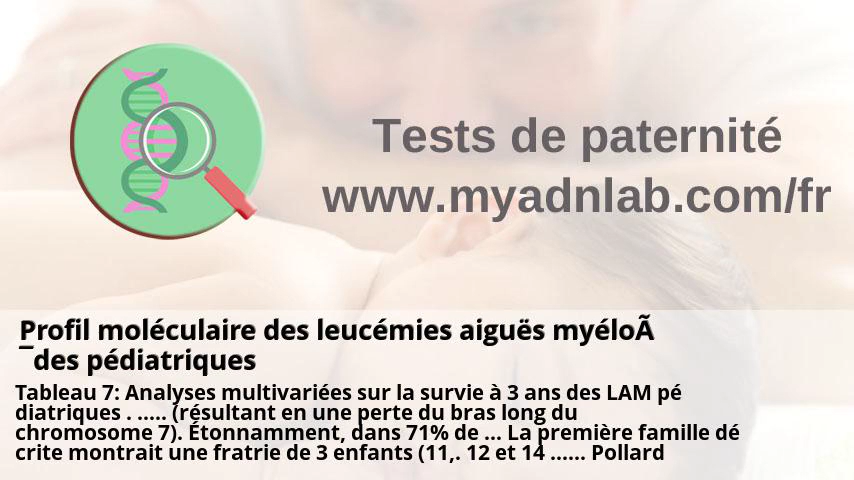 Tests de paternité
www.myadnlab.com/fr
Profil moléculaire des leucémies aiguës myéloÃ
¯des pédiatriques
Tableau 7: Analyses multivariées sur la survie à 3 ans des LAM pé
diatriques . ..... (résultant en une perte du bras long du
chromosome 7). Étonnamment, dans 71% de ... La première famille dé
crite montrait une fratrie de 3 enfants (11,. 12 et 14 ...... Pollard